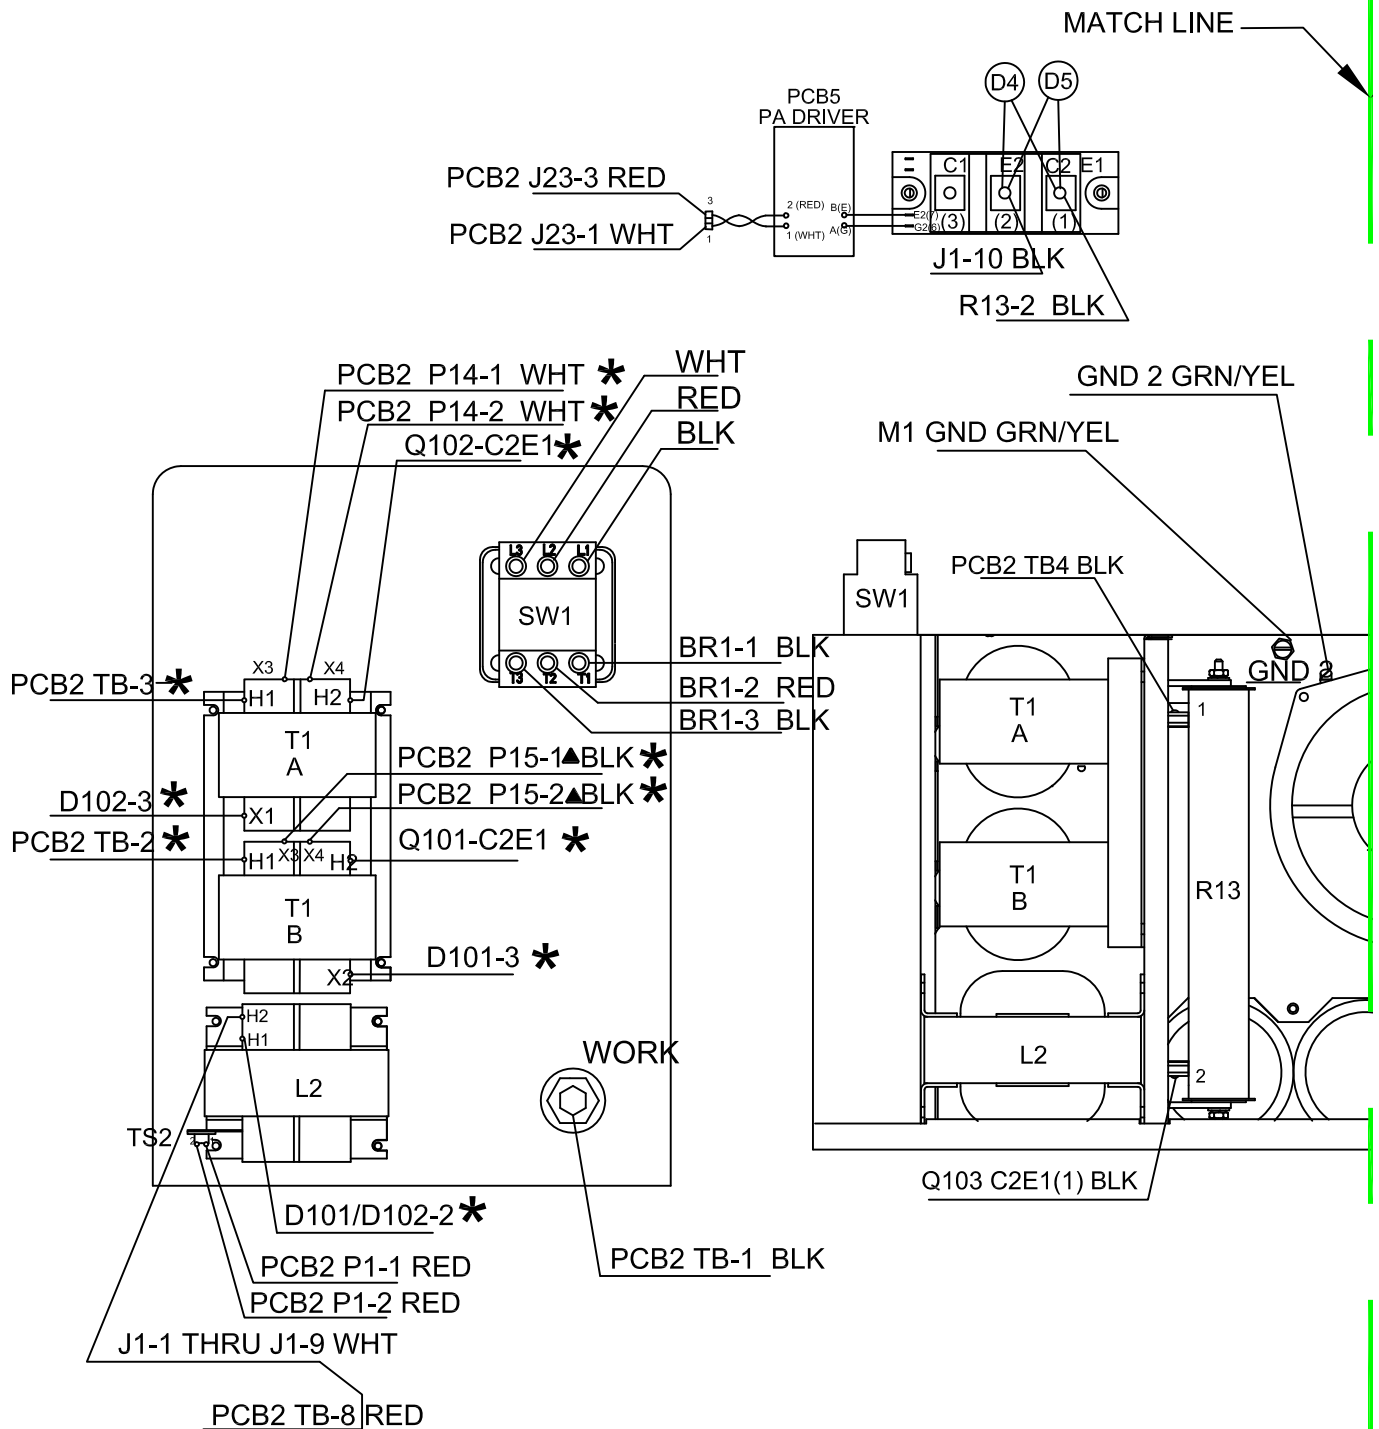 MATCH LINE
D4 D5
PCB5
PA DRIVER
PCB2 J23-3 RED
PCB2 J23-1 WHT
3
1
2 (RED) B(E)
1 (WHT) A(G)
C1 E2 C2 E1
E2(7)
G2(6)
(3) (2) (1)
J1-10 BLK
R13-2 BLK
PCB2 P14-1 WHT *
PCB2 P14-2 WHT *
Q102-C2E1 *
WHT
RED
BLK
GND 2 GRN/YEL
M1 GND GRN/YEL
L3 L2 L1
SW1
T3 T2 T1
BR1-1 BLK
BR1-2 RED
BR1-3 BLK
X3 X4
PCB2 TB-3 *
H1 H2
T1
A
PCB2 P15-1▲BLK *
PCB2 P15-2▲BLK *
D102-3 *
X1
PCB2 TB-2 *
H1 X3 X4 H2
Q101-C2E1 *
T1
B
D101-3 *
X2
H2
H1
L2
WORK
TS2
2 1
D101/D102-2 *
PCB2 P1-1 RED
PCB2 P1-2 RED
PCB2 TB-1 BLK
J1-1 THRU J1-9 WHT
PCB2 TB-8 RED
SW1
PCB2 TB4 BLK
GND 2
T1
A
1
T1
B
R13
L2
2
Q103 C2E1(1) BLK